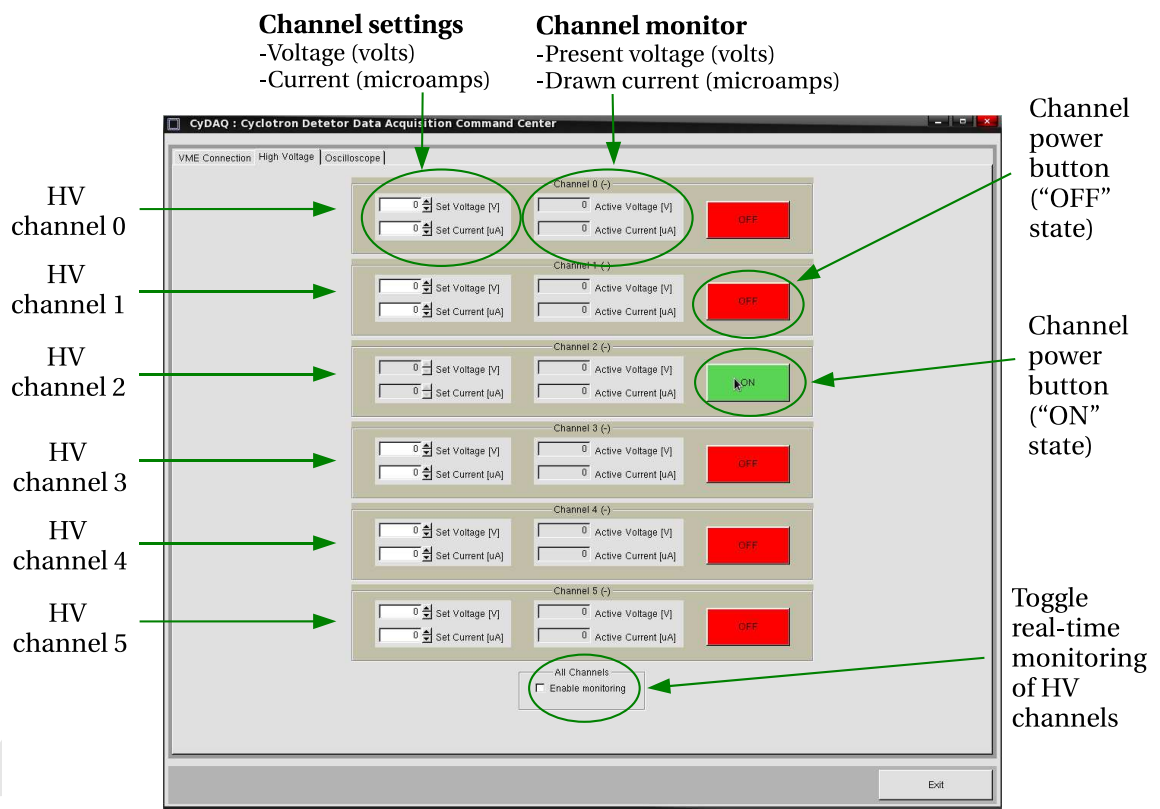 Channel settings
-Voltage (volts)
-Current (microamps)
Channel monitor
-Present voltage (volts)
-Drawn current (microamps)
Channel
power
button
(“OFF”
state)
Channel
power
button
(“ON”
state)
Toggle
real-time
monitoring
of HV
channels
HV
channel 0
HV
channel 1
HV
channel 2
HV
channel 3
HV
channel 4
HV
channel 5
CyDAQ : Cyclotron Detetor Data Acquisition Command Center
VME Connection High Voltage Oscilloscope
Channel 0 (-)
0 Set Voltage [V] 0 Active Voltage [V]
OFF
0 Set Current [uA] 0 Active Current [uA]
Channel 1 (-)
0 Set Voltage [V] 0 Active Voltage [V]
OFF
0 Set Current [uA] 0 Active Current [uA]
Channel 2 (-)
0 Set Voltage [V] 0 Active Voltage [V]
ON
0 Set Current [uA] 0 Active Current [uA]
Channel 3 (-)
0 Set Voltage [V] 0 Active Voltage [V]
OFF
0 Set Current [uA] 0 Active Current [uA]
Channel 4 (-)
0 Set Voltage [V] 0 Active Voltage [V]
OFF
0 Set Current [uA] 0 Active Current [uA]
Channel 5 (-)
0 Set Voltage [V] 0 Active Voltage [V]
OFF
0 Set Current [uA] 0 Active Current [uA]
All Channels
Enable monitoring
Exit